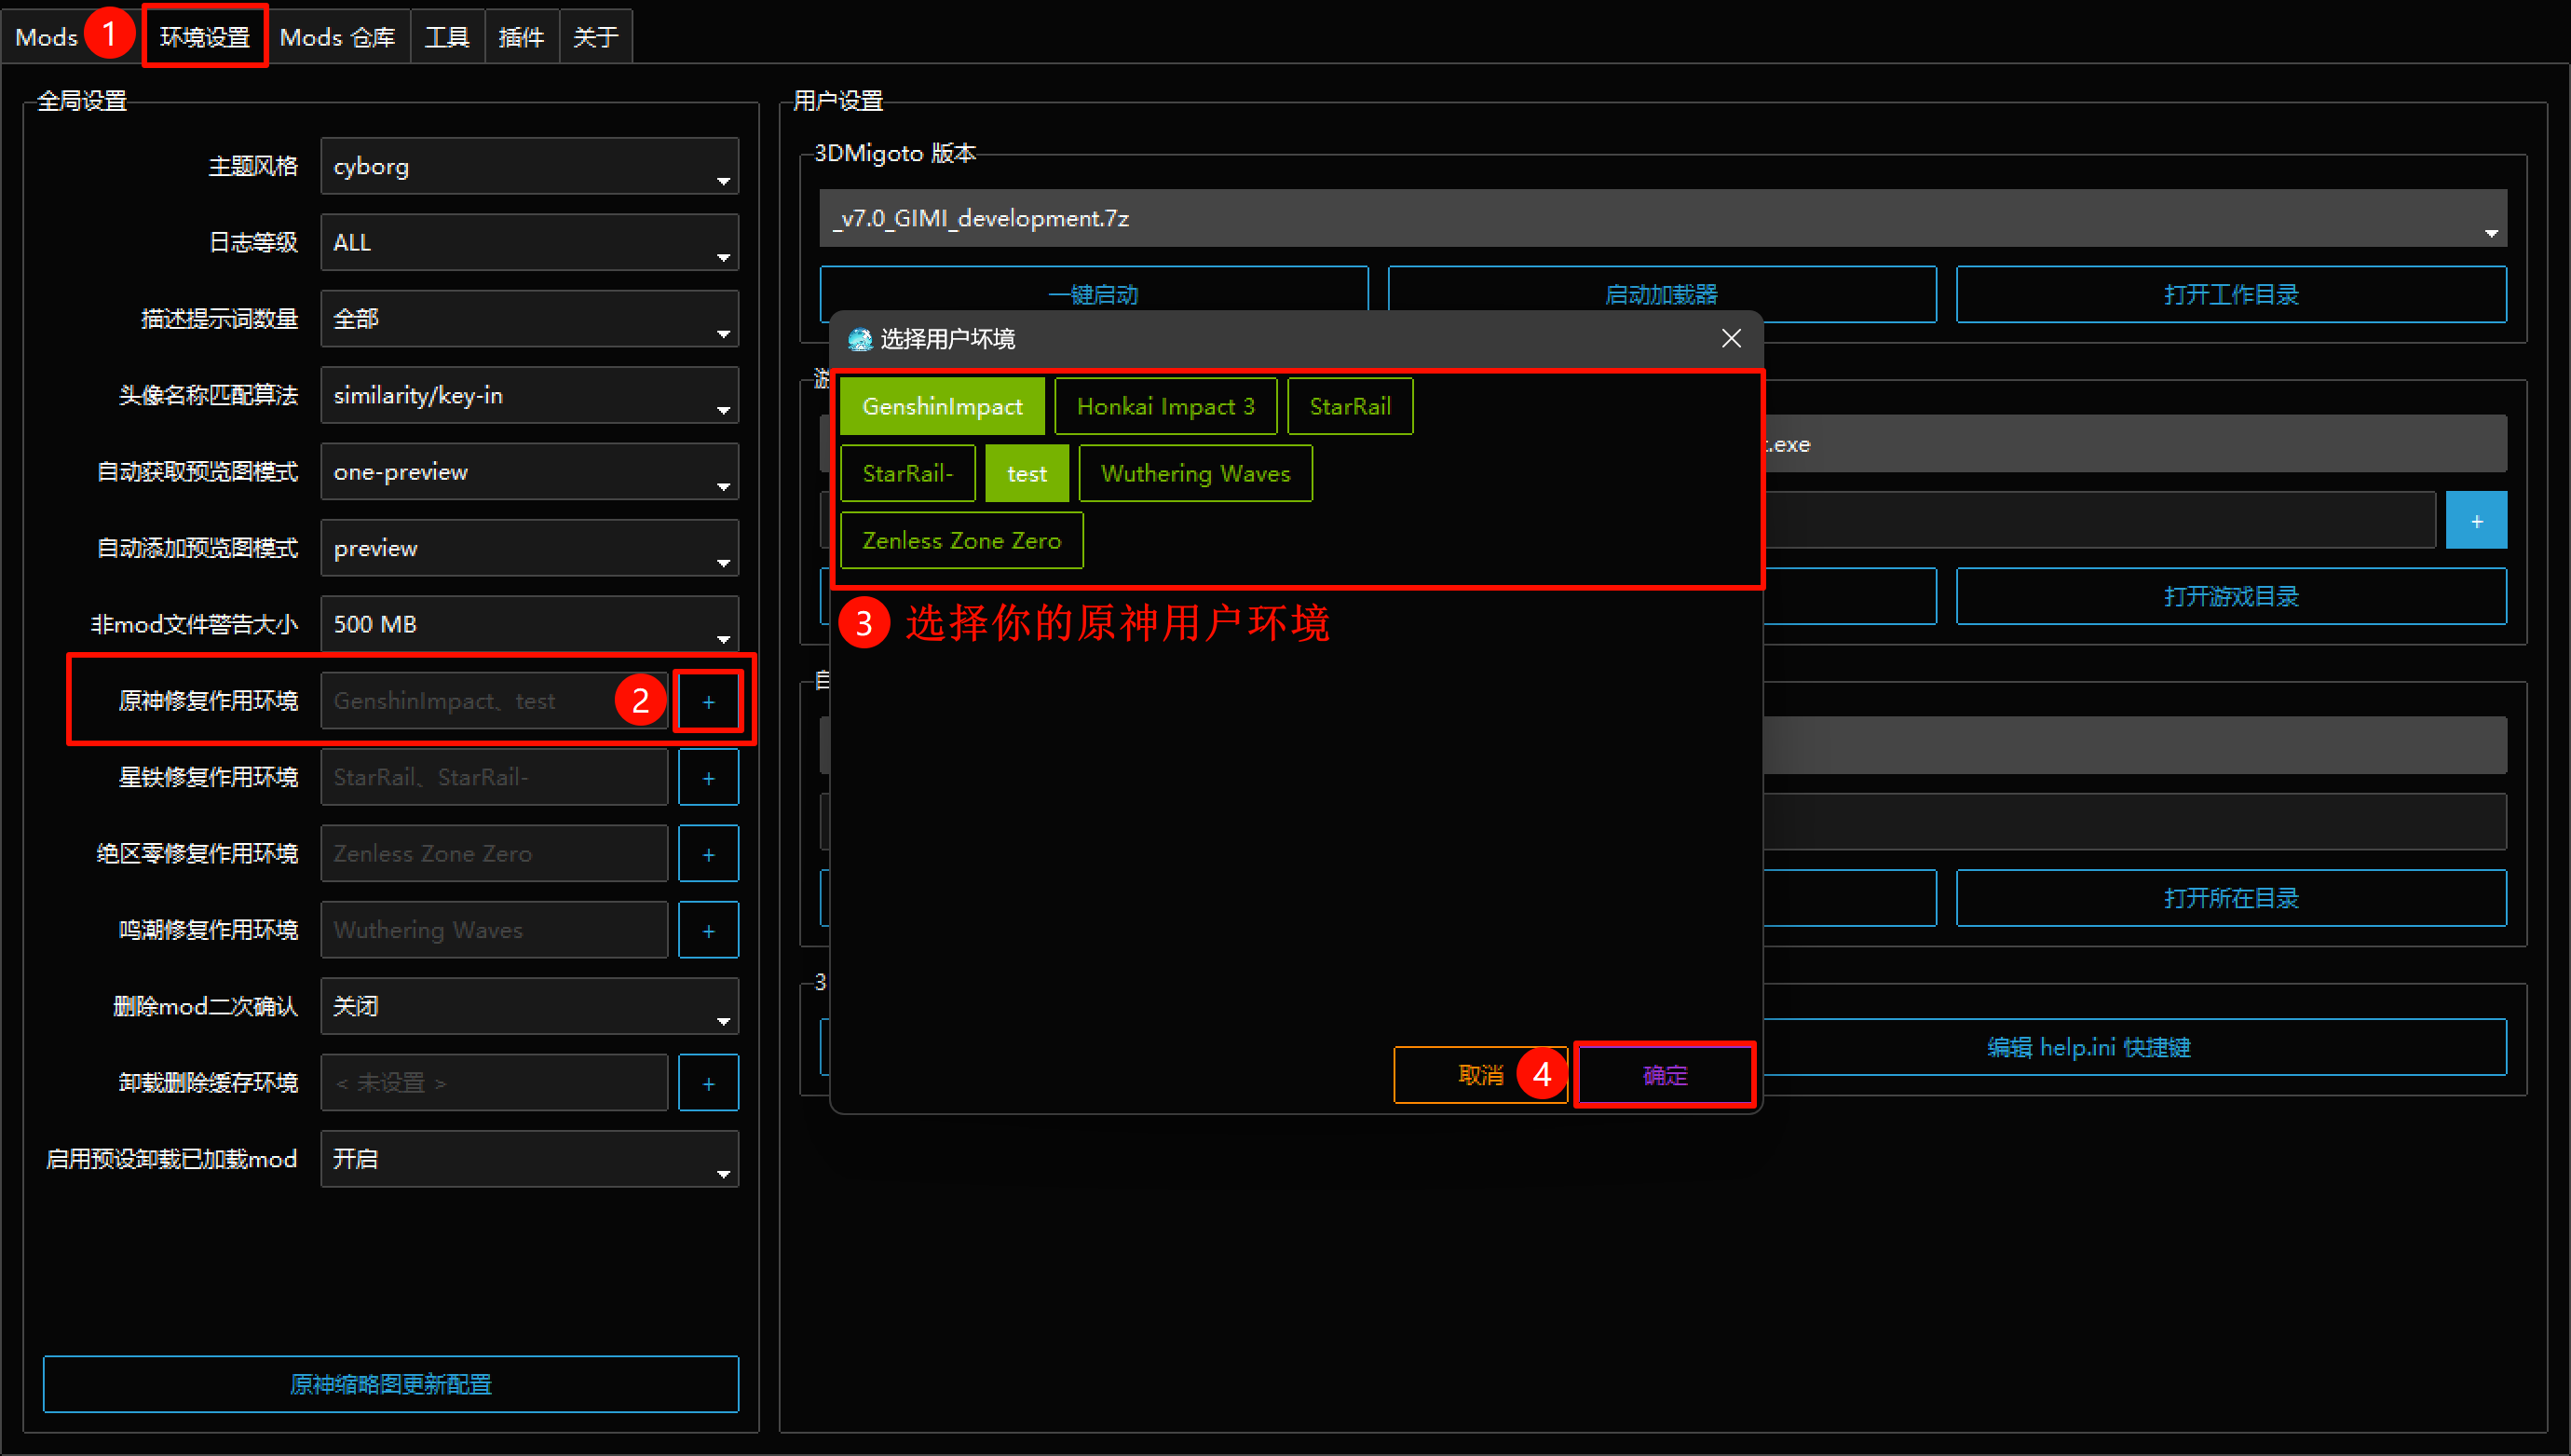 Mods 1 环境设置 Mods 仓库 工具 插件 关于
全局设置
主题风格 cyborg
日志等级 ALL
描述提示词数量 全部
头像名称匹配算法 similarity/key-in
自动获取预览图模式 one-preview
自动添加预览图模式 preview
非mod文件警告大小 500 MB
原神修复作用环境 GenshinImpact、test 2 +
星铁修复作用环境 StarRail、StarRail- +
绝区零修复作用环境 Zenless Zone Zero +
鸣潮修复作用环境 Wuthering Waves +
删除mod二次确认 关闭
卸载删除缓存环境 < 未设置 > +
启用预设卸载已加载mod 开启
原神缩略图更新配置
用户设置
3DMigoto 版本
_v7.0_GIMI_development.7z
一键启动 启动加载器 打开工作目录
.exe
+
打开游戏目录
打开所在目录
3
编辑 help.ini 快捷键
选择用户坏境
GenshinImpact Honkai Impact 3 StarRail
StarRail- test Wuthering Waves
Zenless Zone Zero
3 选择你的原神用户环境
取消 4 确定